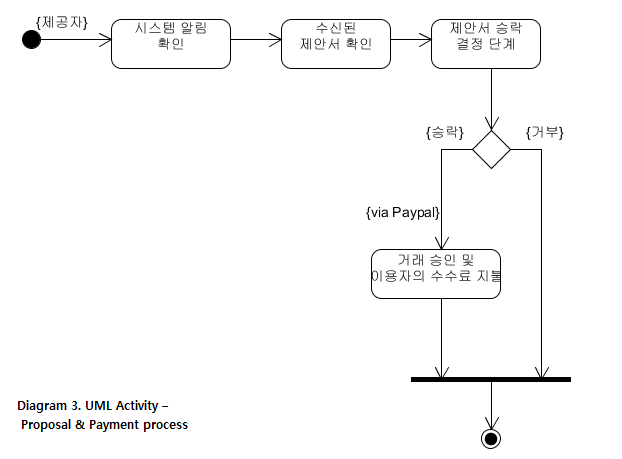 {제공자}
시스템 알림
확인
수신된
제안서 확인
제안서 승락
결정 단계
{승락}
{거부}
{via Paypal}
거래 승인 및
이용자의 수수료 지불
Diagram 3. UML Activity –
Proposal & Payment process